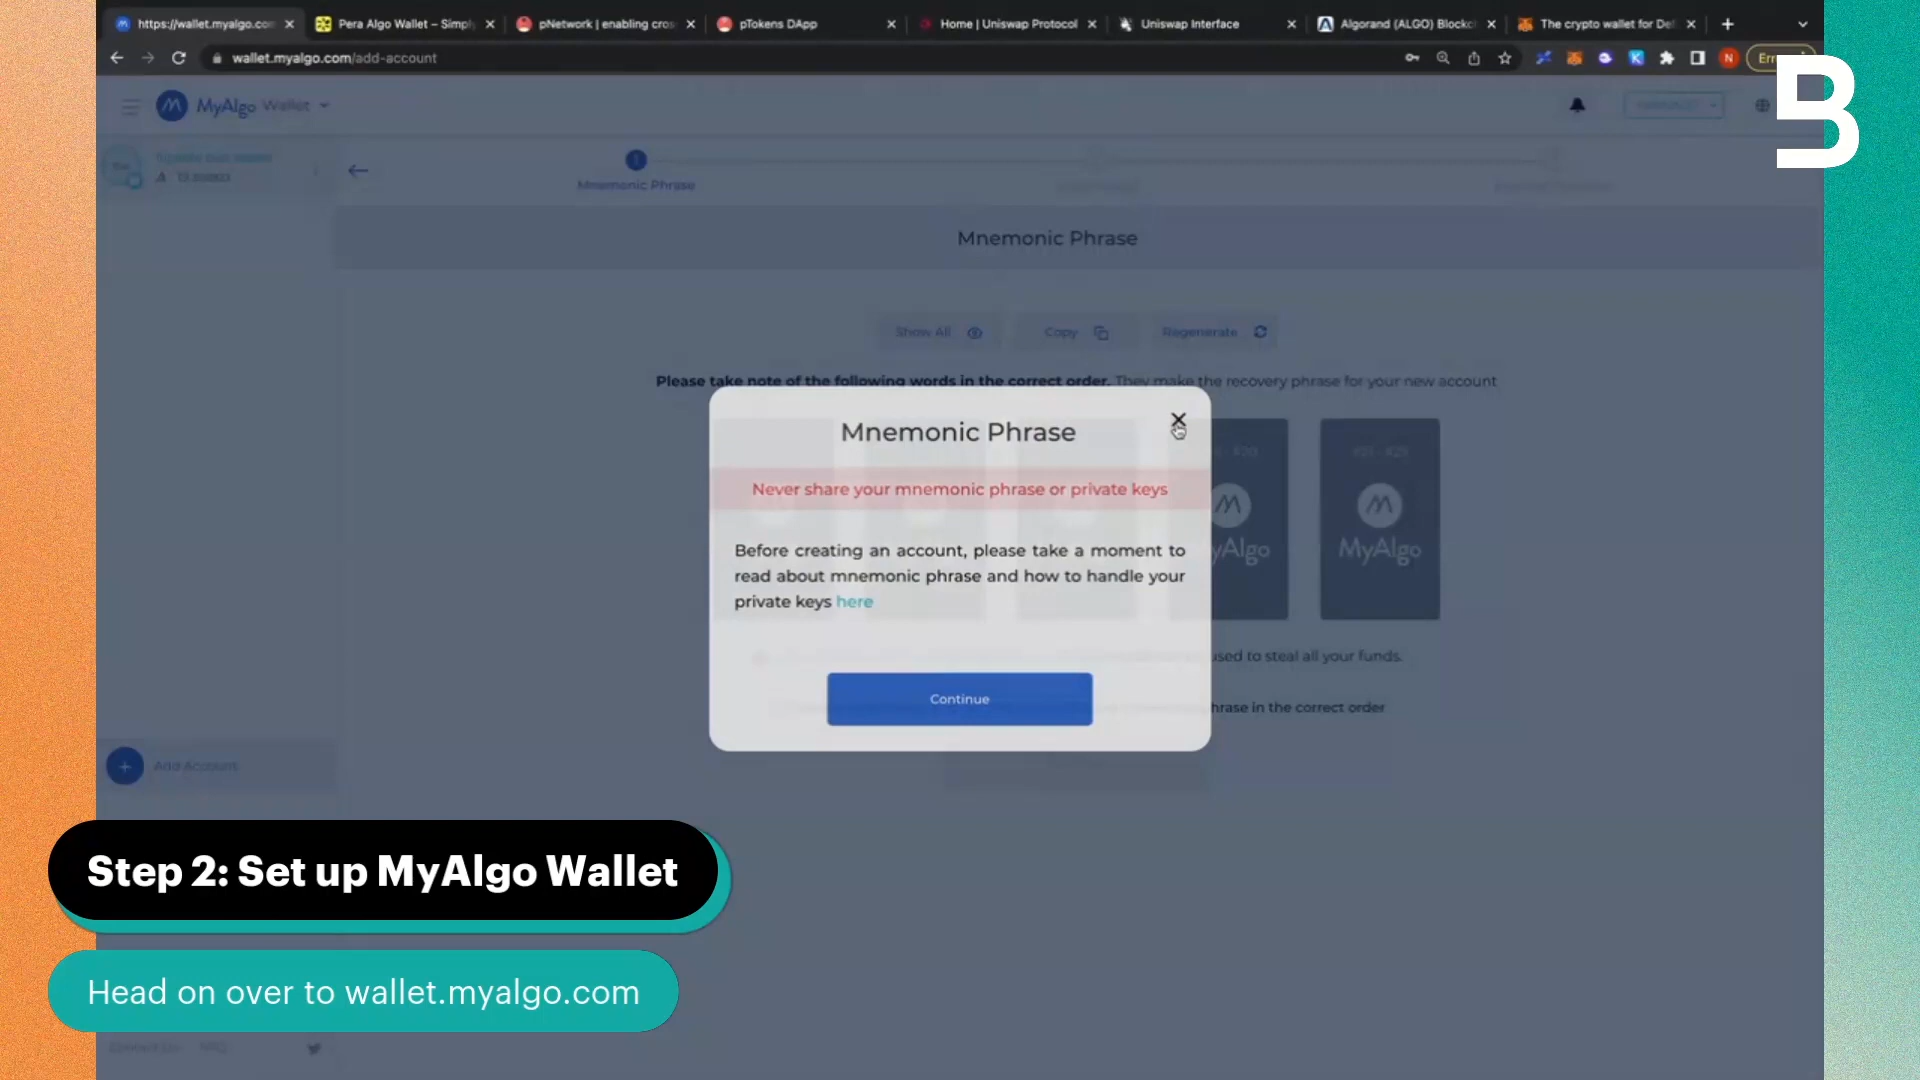 https://wallet.myalgo.com
Pera Algo Wallet – Simply
pNetwork | enabling cros
pTokens DApp
Home | Uniswap Protocol
Uniswap Interface
Algorand (ALGO) Blockc
The crypto wallet for De
wallet.myalgo.com/add-account
N
MyAlgo Wallet
1
Mnemonic Phrase
Mnemonic Phrase
Show All
Copy
Regenerate
Please take note of the following words in the correct order. They make the recovery phrase for your new account
Mnemonic Phrase
Never share your mnemonic phrase or private keys
Before creating an account, please take a moment to
read about mnemonic phrase and how to handle your
private keys here
MyAlgo
used to steal all your funds.
Continue
hrase in the correct order
Add Account
Step 2: Set up MyAlgo Wallet
Head on over to wallet.myalgo.com
B